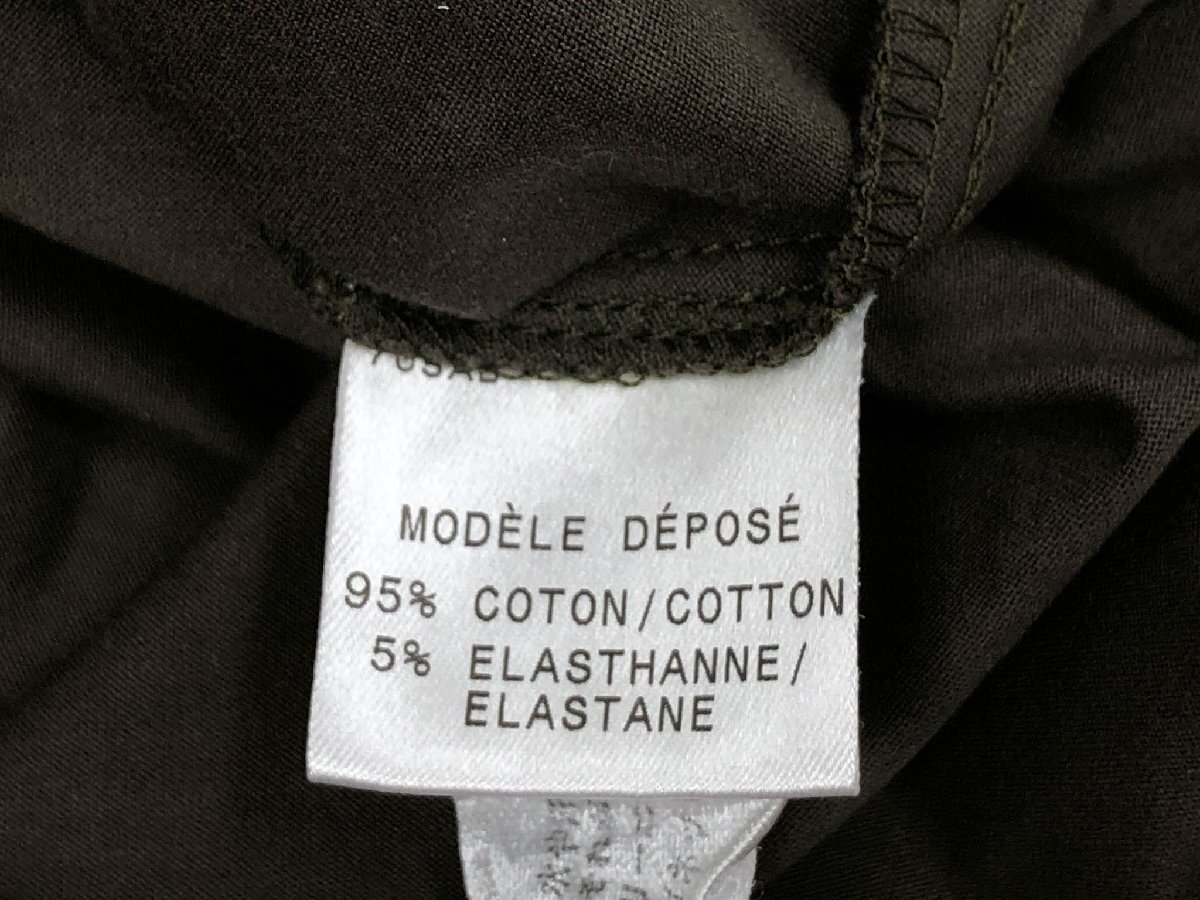 MODÈLE DÉPOSÉ
95% COTON/COTTON
5% ELASTHANNE/
ELASTANE